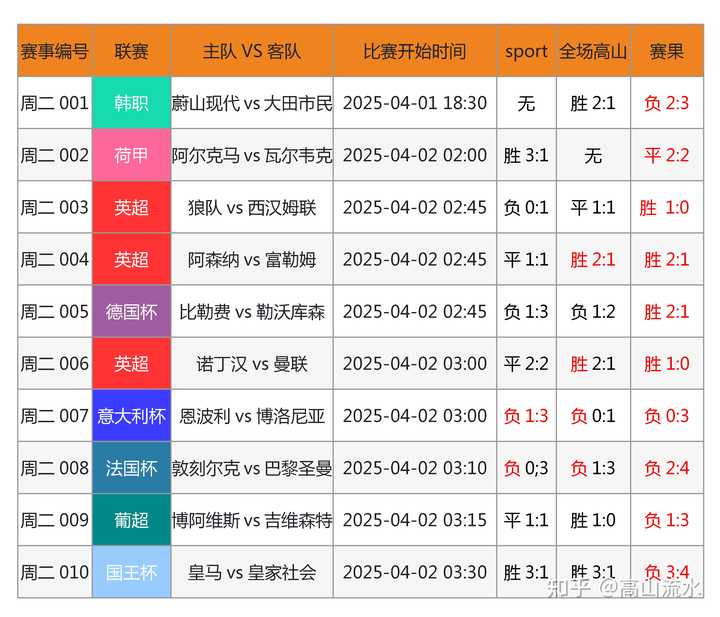 赛事编号 联赛 主队 VS 客队 比赛开始时间 sport 全场高山 赛果
周二 001 韩职 蔚山现代 vs 大田市民 2025-04-01 18:30 无 胜 2:1 负 2:3
周二 002 荷甲 阿尔克马 vs 瓦尔韦克 2025-04-02 02:00 胜 3:1 无 平 2:2
周二 003 英超 狼队 vs 西汉姆联 2025-04-02 02:45 负 0:1 平 1:1 胜 1:0
周二 004 英超 阿森纳 vs 富勒姆 2025-04-02 02:45 平 1:1 胜 2:1 胜 2:1
周二 005 德国杯 比勒费 vs 勒沃库森 2025-04-02 02:45 负 1:3 负 1:2 胜 2:1
周二 006 英超 诺丁汉 vs 曼联 2025-04-02 03:00 平 2:2 胜 2:1 胜 1:0
周二 007 意大利杯 恩波利 vs 博洛尼亚 2025-04-02 03:00 负 1:3 负 0:1 负 0:3
周二 008 法国杯 敦刻尔克 vs 巴黎圣曼 2025-04-02 03:10 负 0;3 负 1:3 负 2:4
周二 009 葡超 博阿维斯 vs 吉维森特 2025-04-02 03:15 平 1:1 胜 1:0 负 1:3
周二 010 国王杯 皇马 vs 皇家社会 2025-04-02 03:30 胜 3:1 胜 3:1 负 3:4
知乎 @高山流水